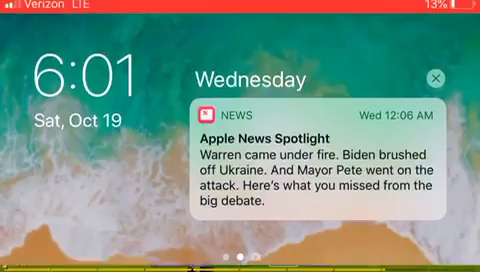 Verizon LTE
13%
6:01
Sat, Oct 19
Wednesday
NEWS
Wed 12:06 AM
Apple News Spotlight
Warren came under fire. Biden brushed
off Ukraine. And Mayor Pete went on the
attack. Here's what you missed from the
big debate.